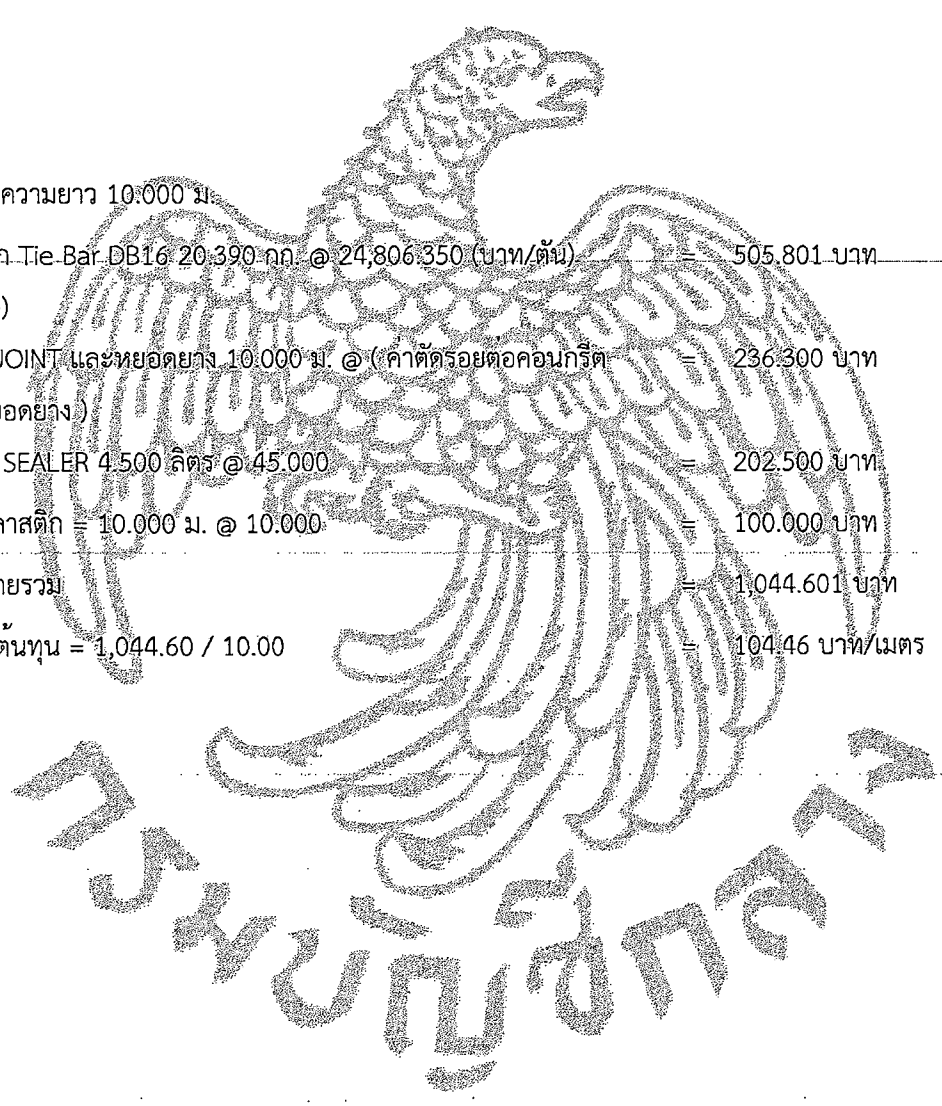 ความยาว 10.000 ม.
Tie Bar DB16 20.390 กก. @ 24,806.350 (บาท/ตัน) = 505.801 บาท
)
JOINT และหยอดยาง 10.000 ม. @ ( ค่าตัดรอยต่อคอนกรีต = 236.300 บาท
อดยาง )
SEALER 4.500 ลิตร @ 45.000 = 202.500 บาท
าสติก = 10.000 ม. @ 10.000 = 100.000 บาท
ายรวม = 1,044.601 บาท
ต้นทุน = 1,044.60 / 10.00 = 104.46 บาท/เมตร
กรมบัญชีกลาง